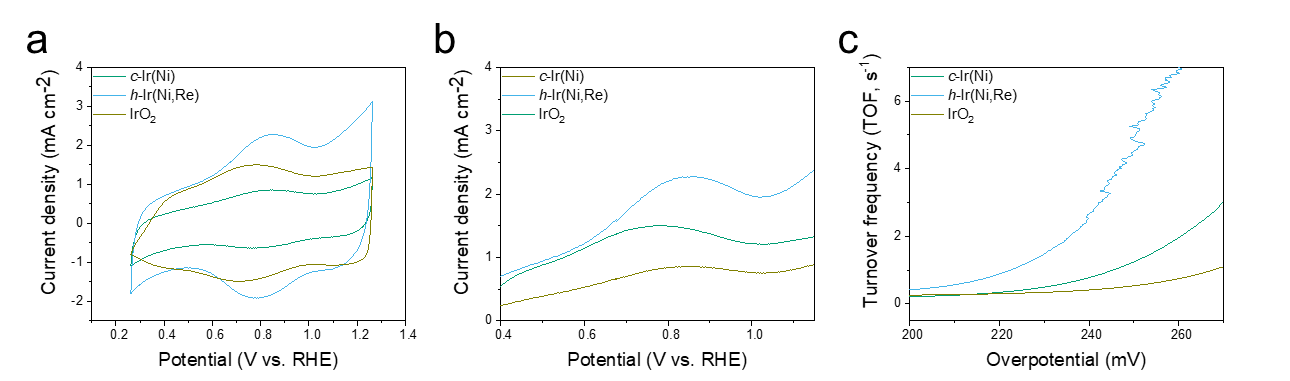 a
c-Ir(Ni)
h-Ir(Ni,Re)
IrO2
Current density (mA cm-2)
4
3
2
1
0
-1
-2
0.2 0.4 0.6 0.8 1.0 1.2 1.4
Potential (V vs. RHE)
b
c-Ir(Ni)
h-Ir(Ni,Re)
IrO2
Current density (mA cm-2)
4
3
2
1
0
0.4 0.6 0.8 1.0
Potential (V vs. RHE)
c
c-Ir(Ni)
h-Ir(Ni,Re)
IrO2
Turnover frequency (TOF, s-1)
6
4
2
0
200 220 240 260
Overpotential (mV)